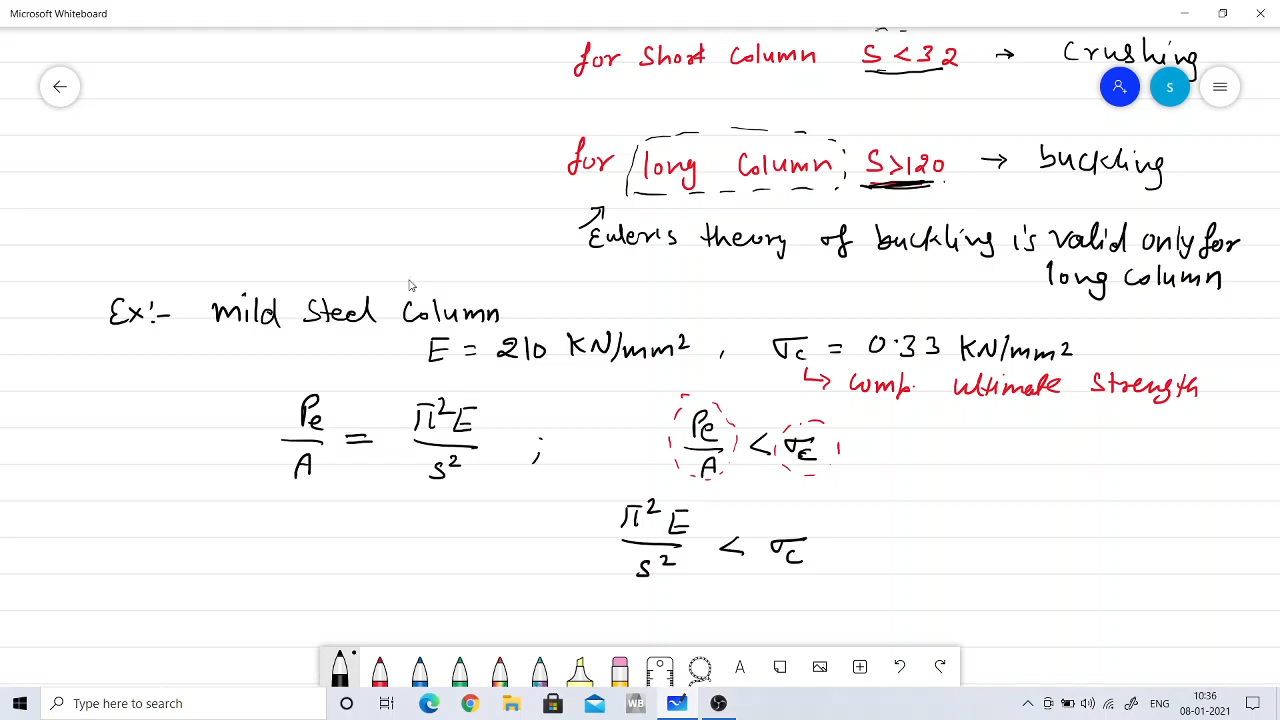 Microsoft Whiteboard
for Short Column S < 32 → Crushing
S
for long Column; S > 120 → buckling
Euler's theory of buckling is valid only for
long column
Ex:- mild Steel Column
E = 210 KN/mm² , σc = 0.33 KN/mm²
↳ comp. ultimate strength
Pe/A = π²E/s² ; Pe/A < σc
π²E/s² < σc
A
Type here to search
WB
ENG
10:36
08-01-2021